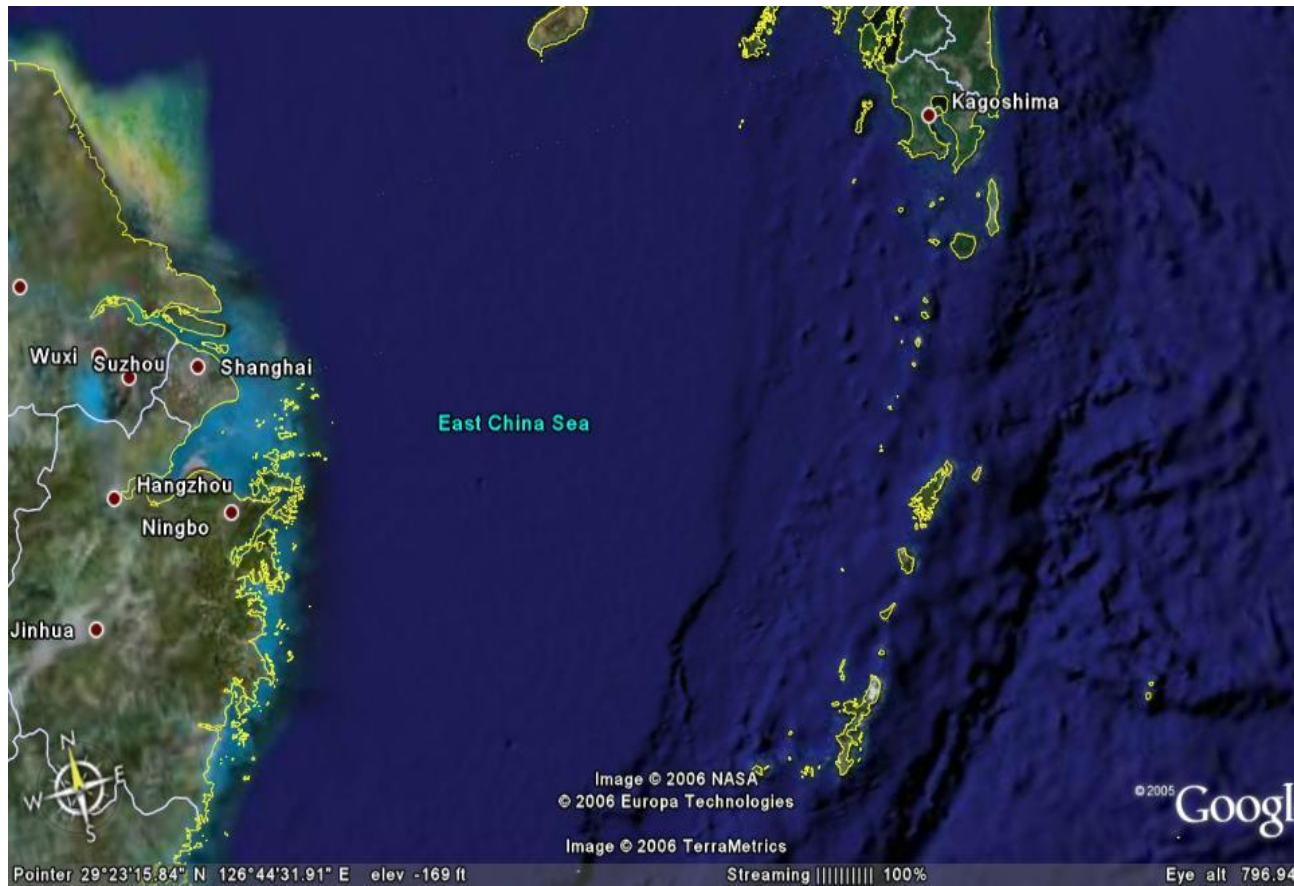 Kagoshima
Wuxi
Suzhou
Shanghai
East China Sea
Hangzhou
Ningbo
Jinhua
N
W E
S
Image © 2006 NASA
© 2006 Europa Technologies
Image © 2006 TerraMetrics
© 2005 Googl
Pointer 29°23'15.84" N 126°44'31.91" E elev -169 ft Streaming |||||||||| 100% Eye alt 796.94